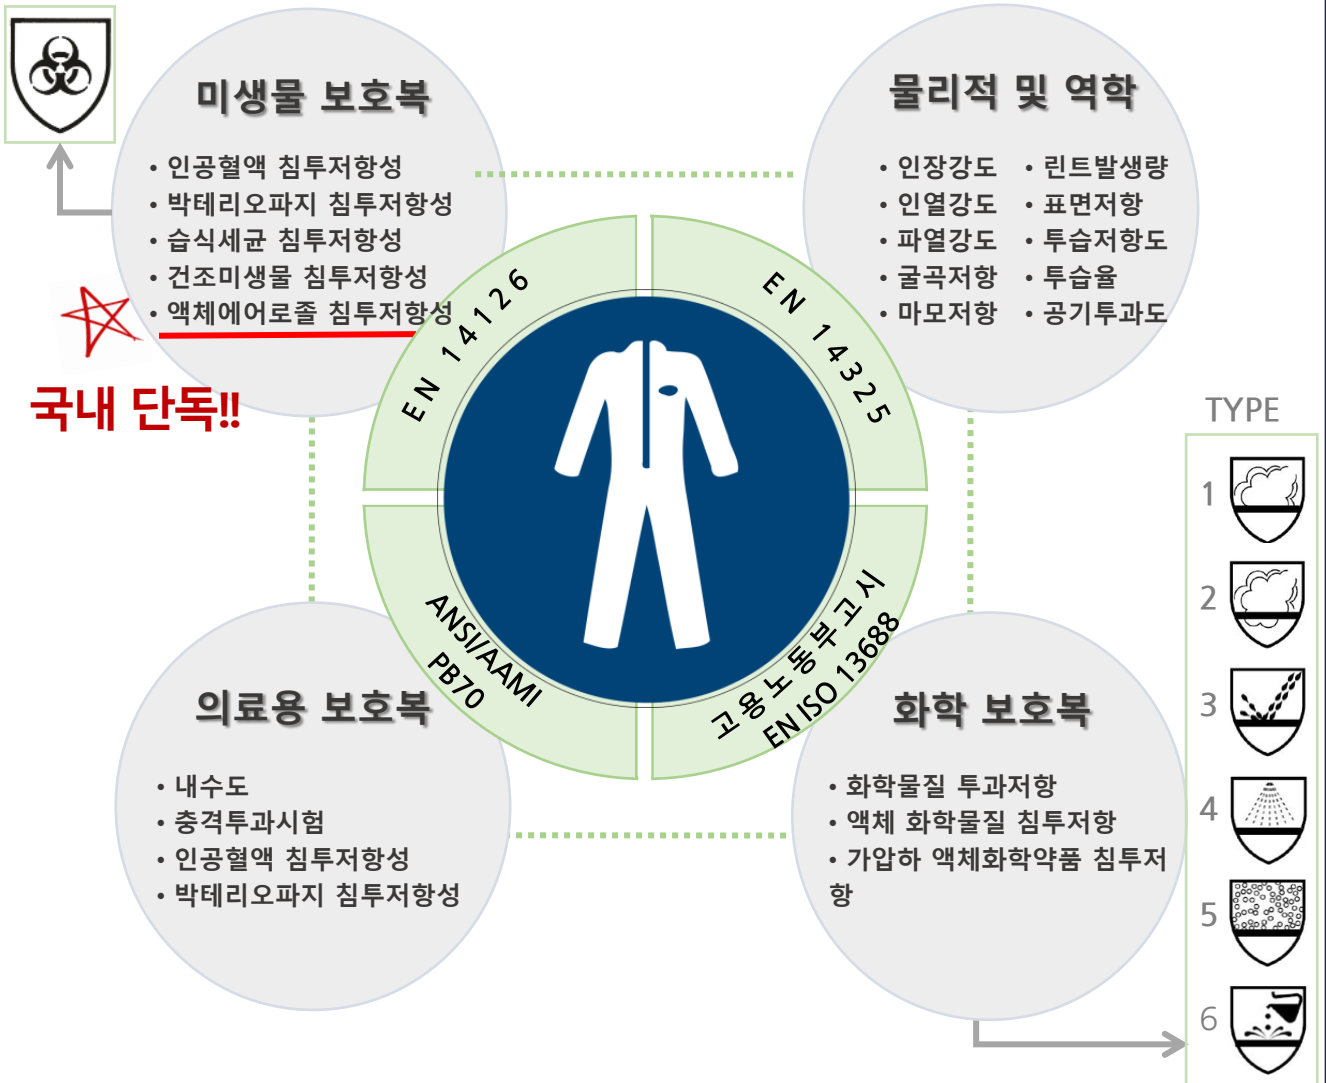 미생물 보호복
• 인공혈액 침투저항성
• 박테리오파지 침투저항성
• 습식세균 침투저항성
• 건조미생물 침투저항성
• 액체에어로졸 침투저항성
국내 단독!!
물리적 및 역학
• 인장강도
• 인열강도
• 파열강도
• 굴곡저항
• 마모저항
• 린트발생량
• 표면저항
• 투습저항도
• 투습율
• 공기투과도
EN 14126
EN 14325
ANSI/AAMI
PB70
고용노동부고시
EN ISO 13688
의료용 보호복
• 내수도
• 충격투과시험
• 인공혈액 침투저항성
• 박테리오파지 침투저항성
화학 보호복
• 화학물질 투과저항
• 액체 화학물질 침투저항
• 가압하 액체화학약품 침투저
항
TYPE
1
2
3
4
5
6